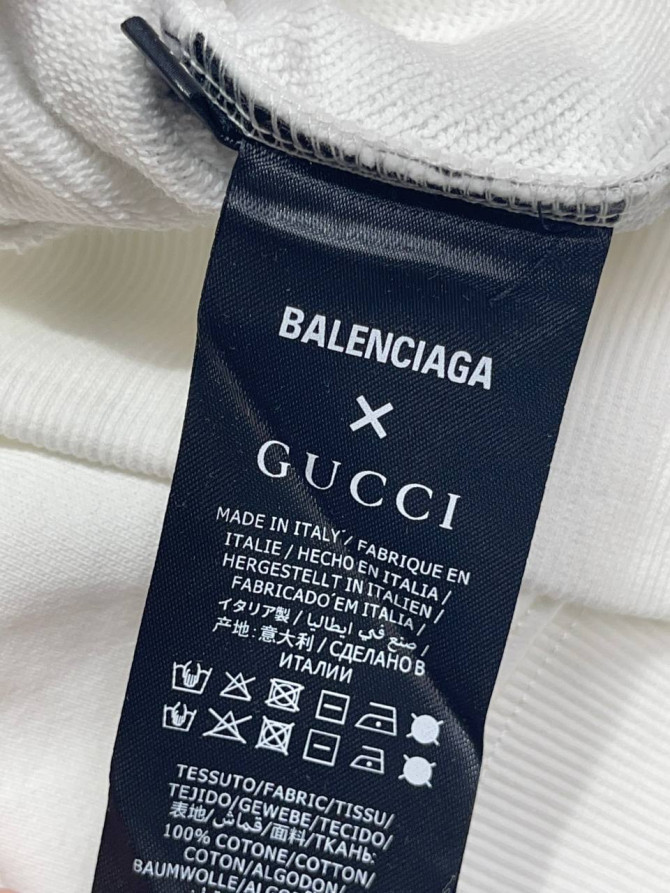 BALENCIAGA
×
GUCCI
MADE IN ITALY / FABRIQUE EN
ITALIE / HECHO EN ITALIA /
HERGESTELLT IN ITALIEN /
FABRICADO EM ITALIA /
イタリア製 / صنع في ايطاليا /
产地: 意大利 / СДЕЛАНО В
ИТАЛИИ
TESSUTO/FABRIC/TISSU/
TEJIDO/GEWEBE/TECIDO/
表地/قماش/面料/ТКАНЬ:
100% COTONE/COTTON/
COTON/ALGODON/
BAUMWOLLE/ALGO